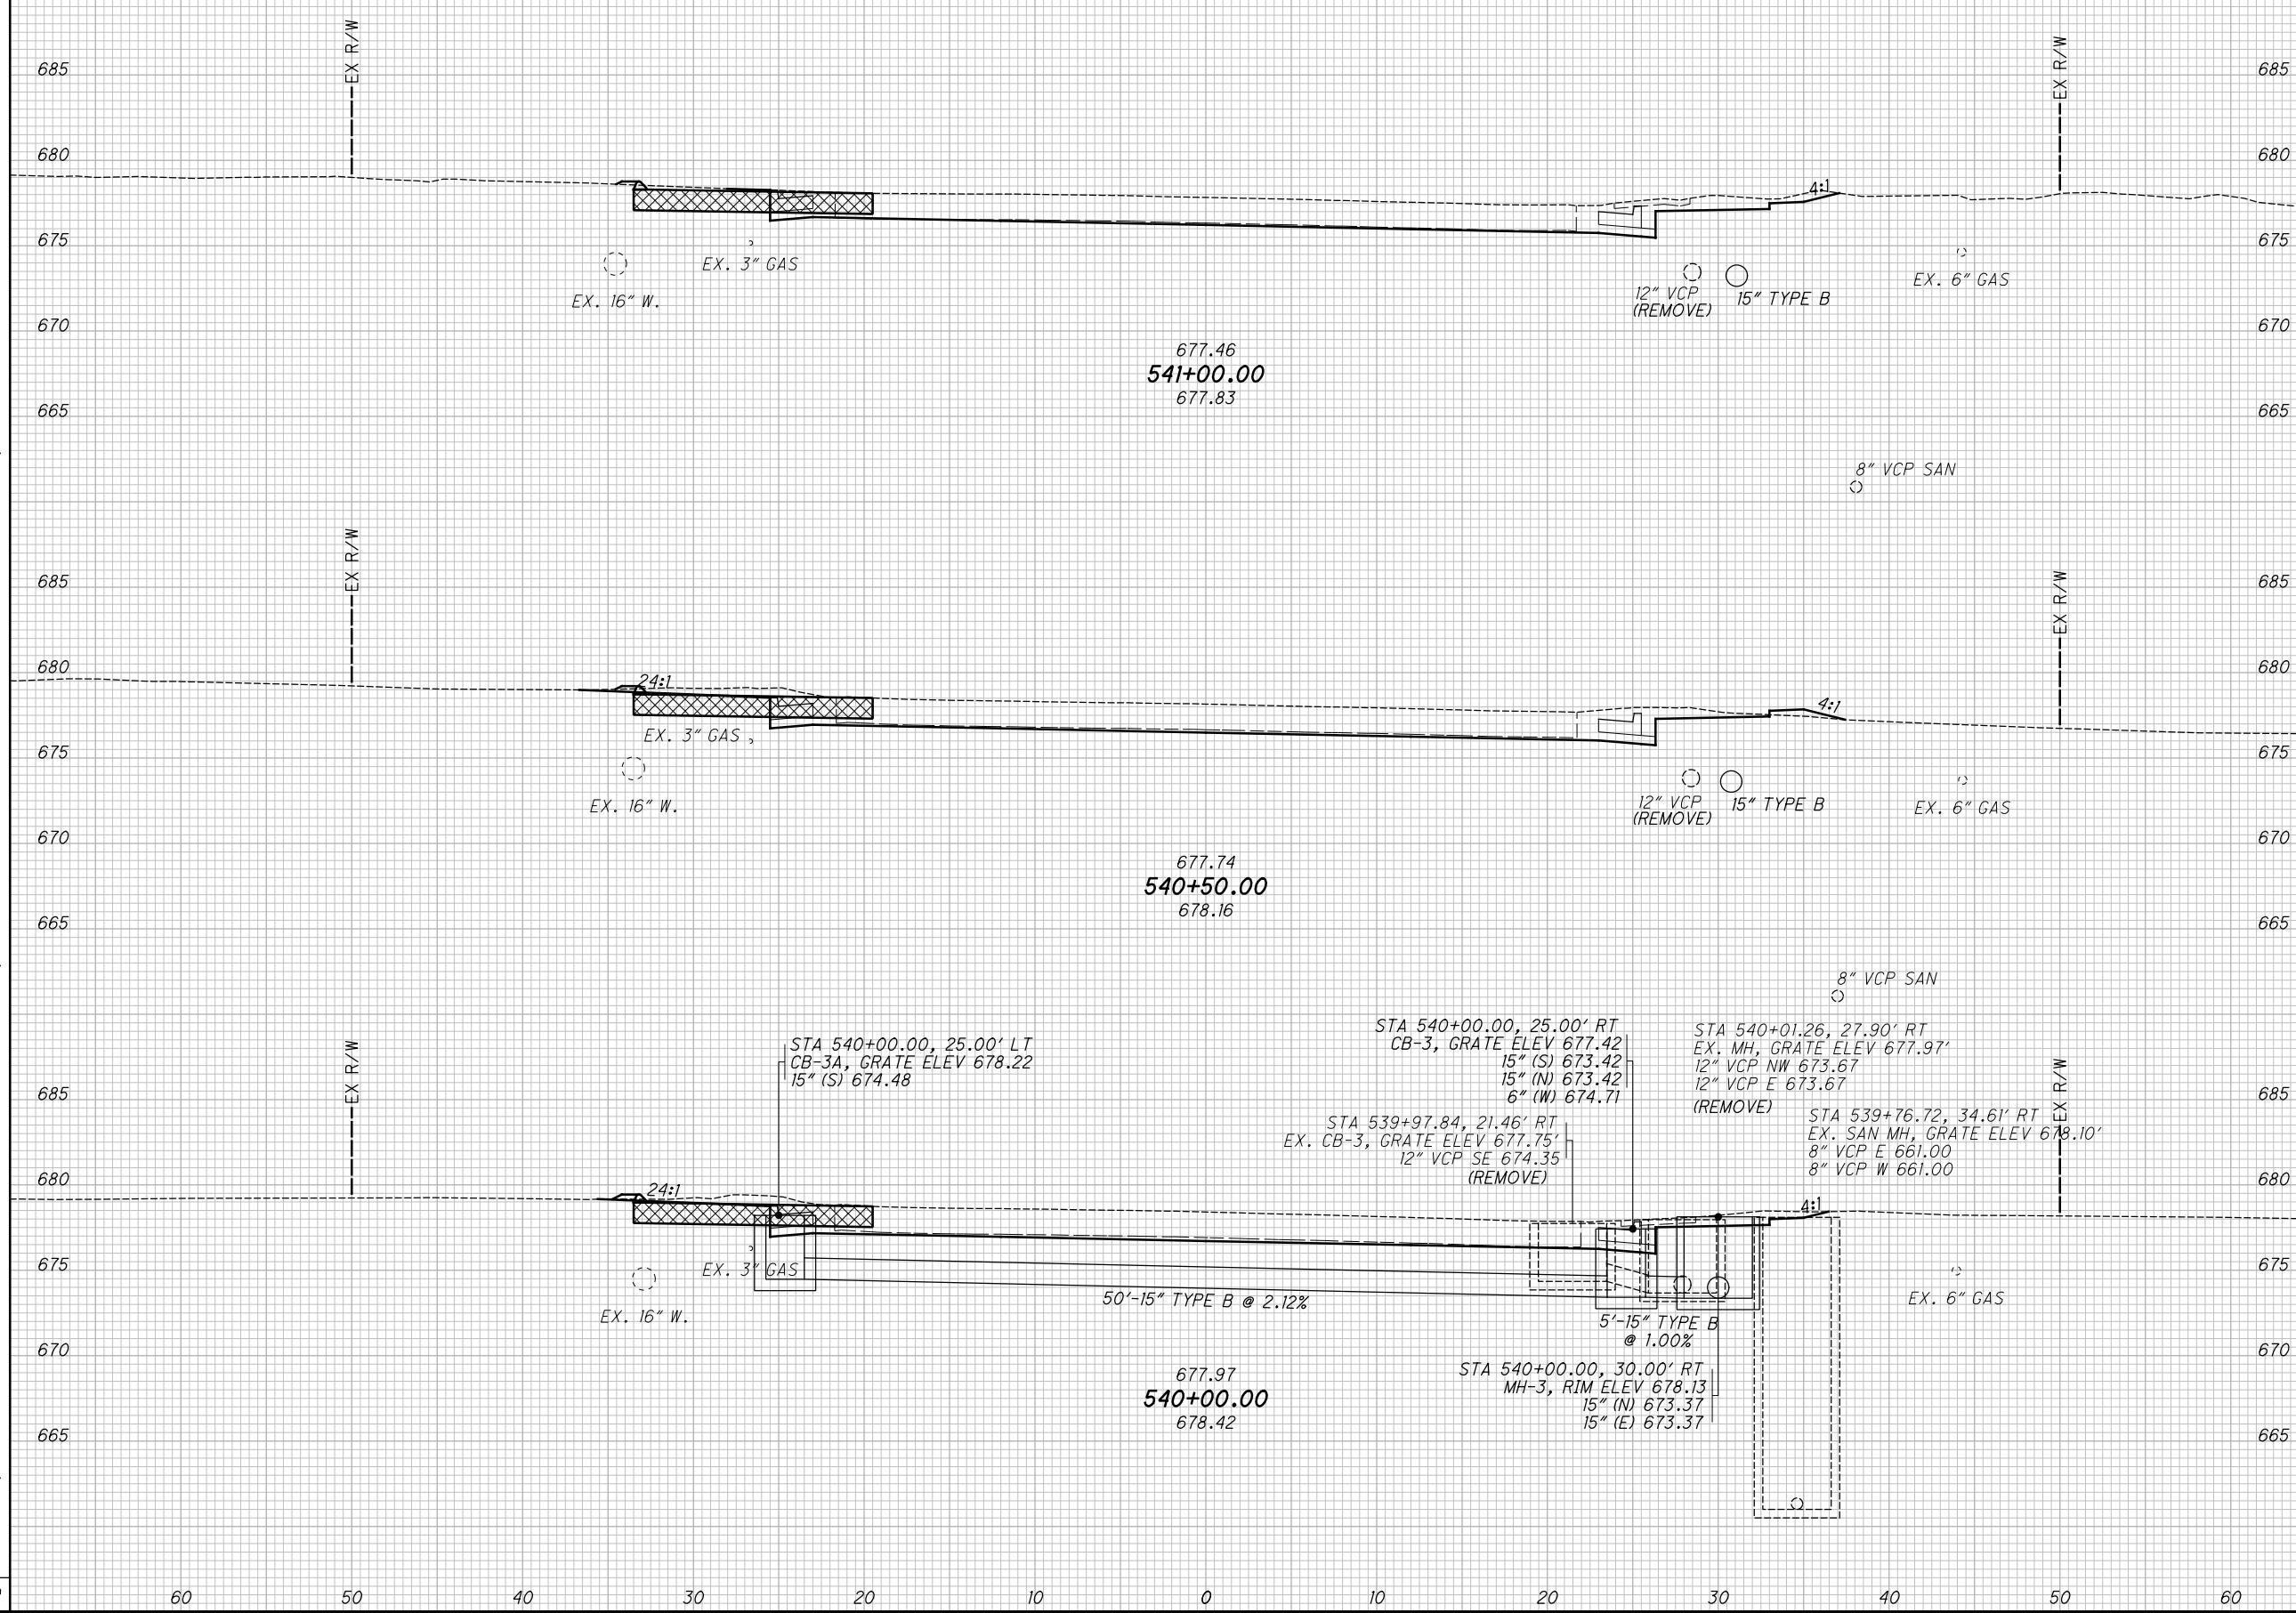 EX R/W
EX R/W
685
685
680
680
4:1
675
675
EX. 3" GAS
EX. 16" W.
12" VCP
(REMOVE)
15" TYPE B
EX. 6" GAS
670
670
677.46
541+00.00
677.83
665
665
8" VCP SAN
EX R/W
EX R/W
685
685
680
680
24:1
4:1
675
675
EX. 3" GAS
EX. 16" W.
12" VCP
(REMOVE)
15" TYPE B
EX. 6" GAS
670
670
677.74
540+50.00
678.16
665
665
8" VCP SAN
EX R/W
EX R/W
STA 540+00.00, 25.00' LT
CB-3A, GRATE ELEV 678.22
15" (S) 674.48
STA 540+00.00, 25.00' RT
CB-3, GRATE ELEV 677.42
15" (S) 673.42
15" (N) 673.42
6" (W) 674.71
STA 540+01.26, 27.90' RT
EX. MH, GRATE ELEV 677.97'
12" VCP NW 673.67
12" VCP E 673.67
(REMOVE)
685
685
STA 539+97.84, 21.46' RT
EX. CB-3, GRATE ELEV 677.75'
12" VCP SE 674.35
(REMOVE)
STA 539+76.72, 34.61' RT
EX. SAN MH, GRATE ELEV 678.10'
8" VCP E 661.00
8" VCP W 661.00
680
680
24:1
4:1
675
675
EX. 3" GAS
EX. 16" W.
50'-15" TYPE B @ 2.12%
5'-15" TYPE B
@ 1.00%
EX. 6" GAS
670
670
677.97
540+00.00
678.42
STA 540+00.00, 30.00' RT
MH-3, RIM ELEV 678.13
15" (N) 673.37
15" (E) 673.37
665
665
60 50 40 30 20 10 0 10 20 30 40 50 60